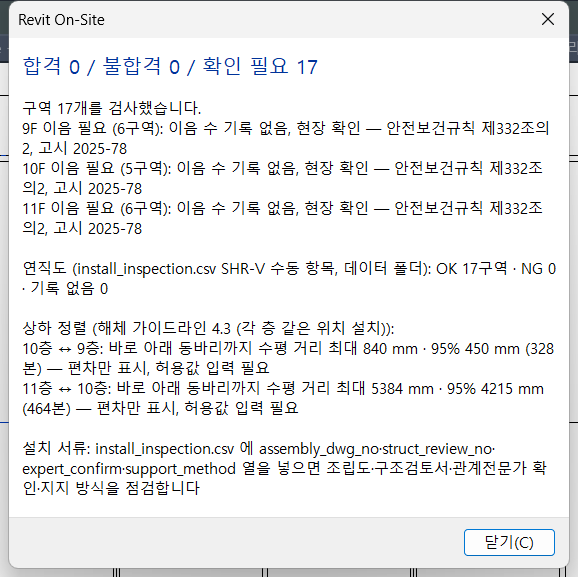 Revit On-Site
합격 0 / 불합격 0 / 확인 필요 17
구역 17개를 검사했습니다.
9F 이음 필요 (6구역): 이음 수 기록 없음, 현장 확인 — 안전보건규칙 제332조의
2, 고시 2025-78
10F 이음 필요 (5구역): 이음 수 기록 없음, 현장 확인 — 안전보건규칙 제332조
의2, 고시 2025-78
11F 이음 필요 (6구역): 이음 수 기록 없음, 현장 확인 — 안전보건규칙 제332조
의2, 고시 2025-78
연직도 (install_inspection.csv SHR-V 수동 항목, 데이터 폴더): OK 17구역 · NG 0
· 기록 없음 0
상하 정렬 (해체 가이드라인 4.3 (각 층 같은 위치 설치)):
10층 ↔ 9층: 바로 아래 동바리까지 수평 거리 최대 840 mm · 95% 450 mm (328
본) — 편차만 표시, 허용값 입력 필요
11층 ↔ 10층: 바로 아래 동바리까지 수평 거리 최대 5384 mm · 95% 4215 mm
(464본) — 편차만 표시, 허용값 입력 필요
설치 서류: install_inspection.csv 에 assembly_dwg_no·struct_review_no·
expert_confirm·support_method 열을 넣으면 조립도·구조검토서·관계전문가 확
인·지지 방식을 점검합니다
닫기(C)